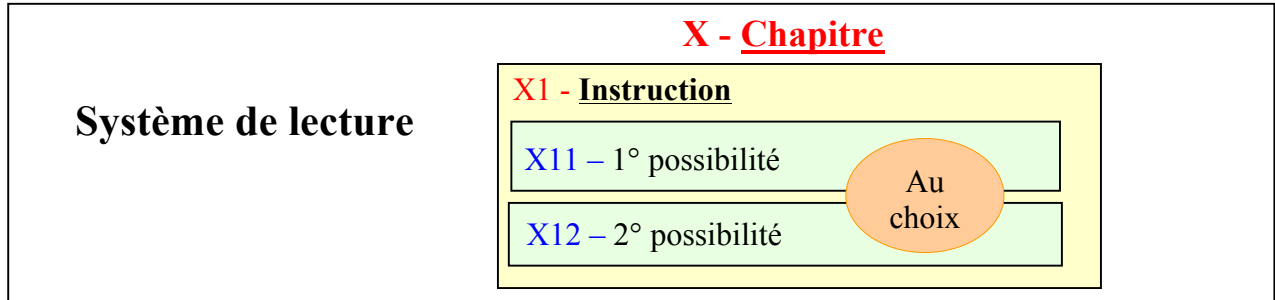 X - Chapitre
Système de lecture
X1 - Instruction
X11 – 1° possibilité
X12 – 2° possibilité
Au
choix